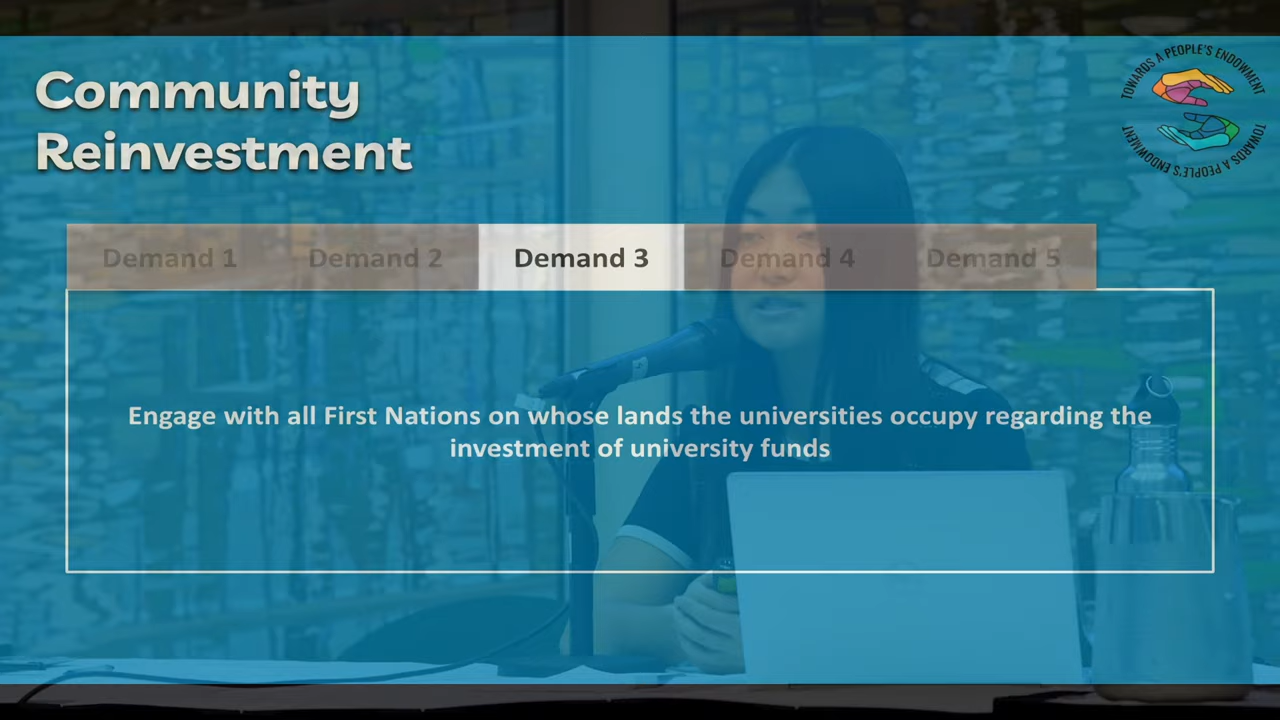 Community
Reinvestment
TOWARDS A PEOPLE'S ENDOWMENT
TOWARDS A PEOPLE'S ENDOWMENT
Demand 1
Demand 2
Demand 3
Demand 4
Demand 5
Engage with all First Nations on whose lands the universities occupy regarding the
investment of university funds